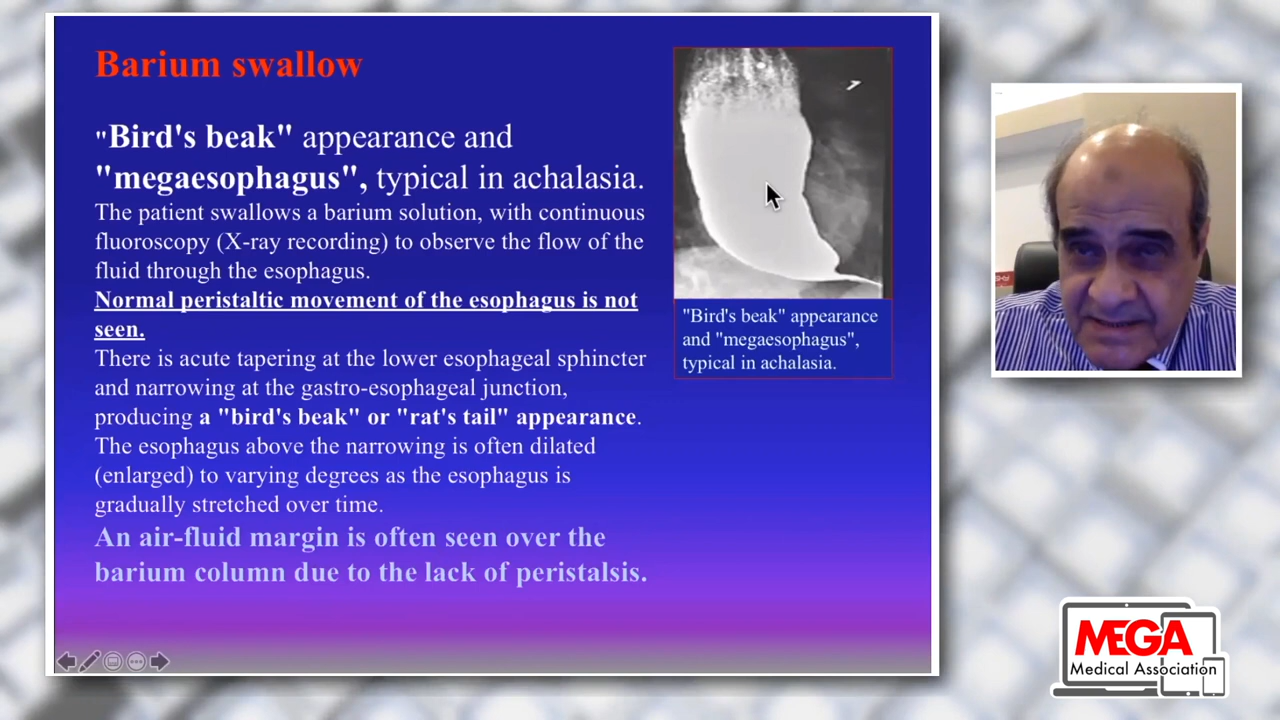 Barium swallow
"Bird's beak" appearance and
"megaesophagus", typical in achalasia.
The patient swallows a barium solution, with continuous
fluoroscopy (X-ray recording) to observe the flow of the
fluid through the esophagus.
Normal peristaltic movement of the esophagus is not
seen.
There is acute tapering at the lower esophageal sphincter
and narrowing at the gastro-esophageal junction,
producing a "bird's beak" or "rat's tail" appearance.
The esophagus above the narrowing is often dilated
(enlarged) to varying degrees as the esophagus is
gradually stretched over time.
An air-fluid margin is often seen over the
barium column due to the lack of peristalsis.
"Bird's beak" appearance
and "megaesophagus",
typical in achalasia.
MEGA
Medical Association